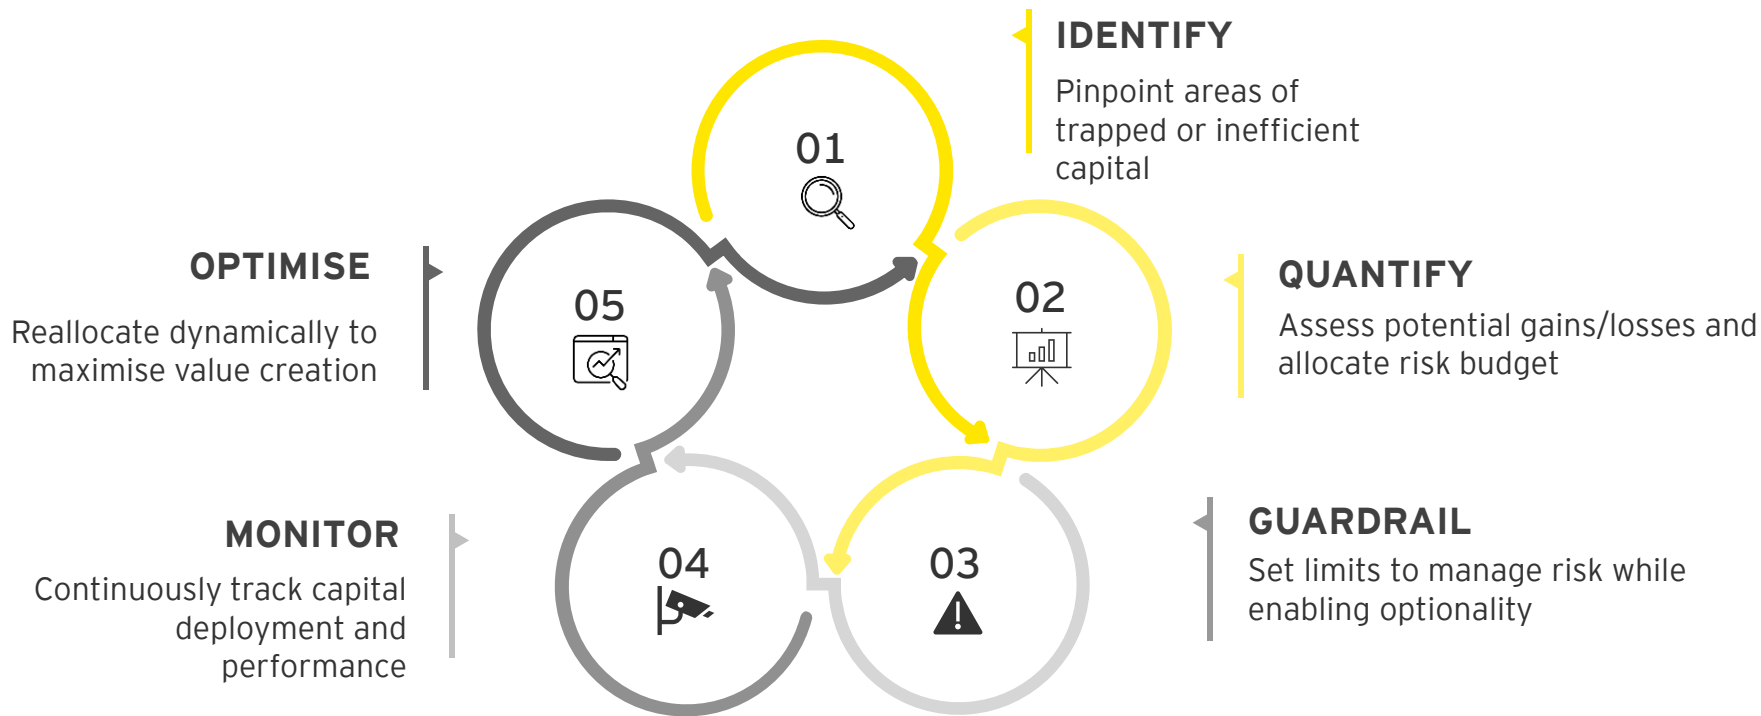 01
IDENTIFY
Pinpoint areas of
trapped or inefficient
capital
02
QUANTIFY
Assess potential gains/losses and
allocate risk budget
03
GUARDRAIL
Set limits to manage risk while
enabling optionality
04
MONITOR
Continuously track capital
deployment and
performance
05
OPTIMISE
Reallocate dynamically to
maximise value creation